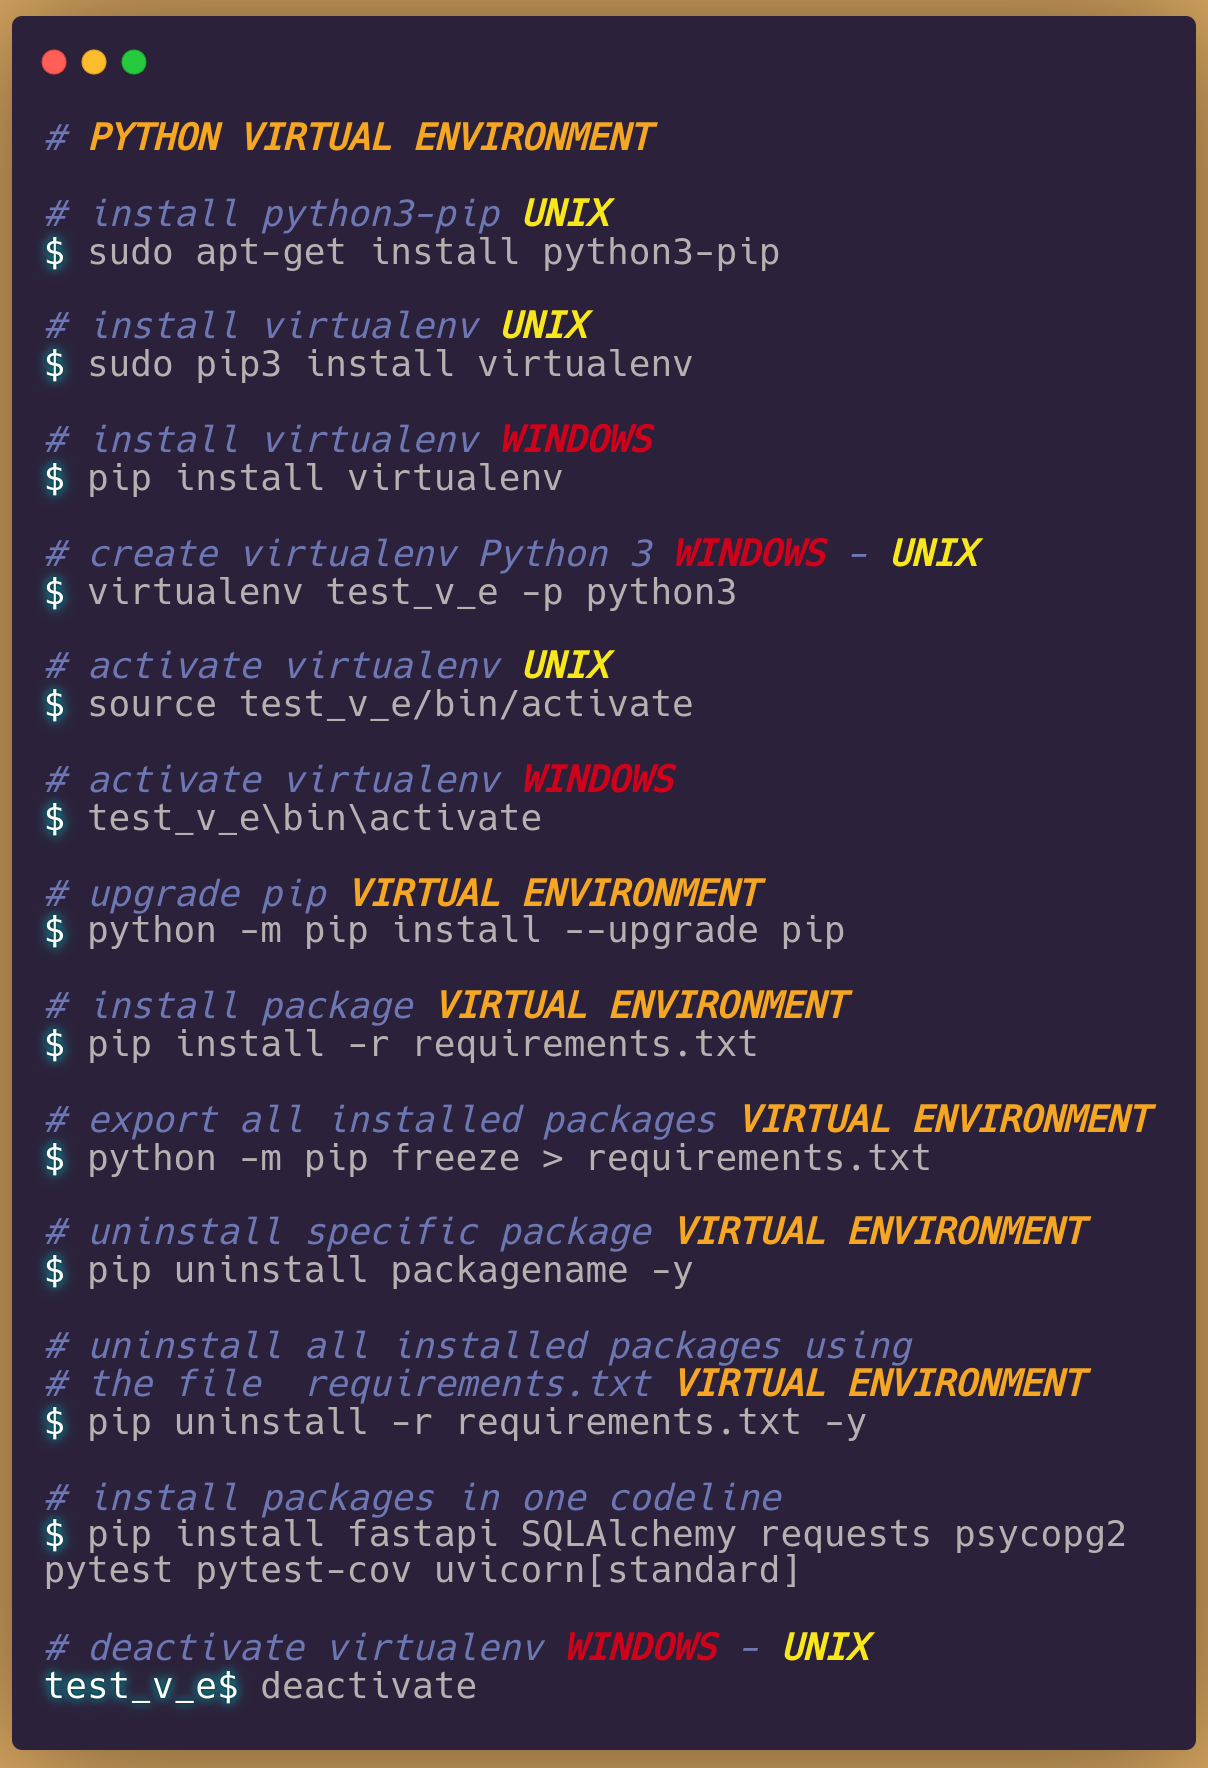 # PYTHON VIRTUAL ENVIRONMENT
# install python3-pip UNIX
$ sudo apt-get install python3-pip
# install virtualenv UNIX
$ sudo pip3 install virtualenv
# install virtualenv WINDOWS
$ pip install virtualenv
# create virtualenv Python 3 WINDOWS - UNIX
$ virtualenv test_v_e -p python3
# activate virtualenv UNIX
$ source test_v_e/bin/activate
# activate virtualenv WINDOWS
$ test_v_e\bin\activate
# upgrade pip VIRTUAL ENVIRONMENT
$ python -m pip install --upgrade pip
# install package VIRTUAL ENVIRONMENT
$ pip install -r requirements.txt
# export all installed packages VIRTUAL ENVIRONMENT
$ python -m pip freeze > requirements.txt
# uninstall specific package VIRTUAL ENVIRONMENT
$ pip uninstall packagename -y
# uninstall all installed packages using
# the file  requirements.txt VIRTUAL ENVIRONMENT
$ pip uninstall -r requirements.txt -y
# install packages in one codeline
$ pip install fastapi SQLAlchemy requests psycopg2
pytest pytest-cov uvicorn[standard]
# deactivate virtualenv WINDOWS - UNIX
test_v_e$ deactivate